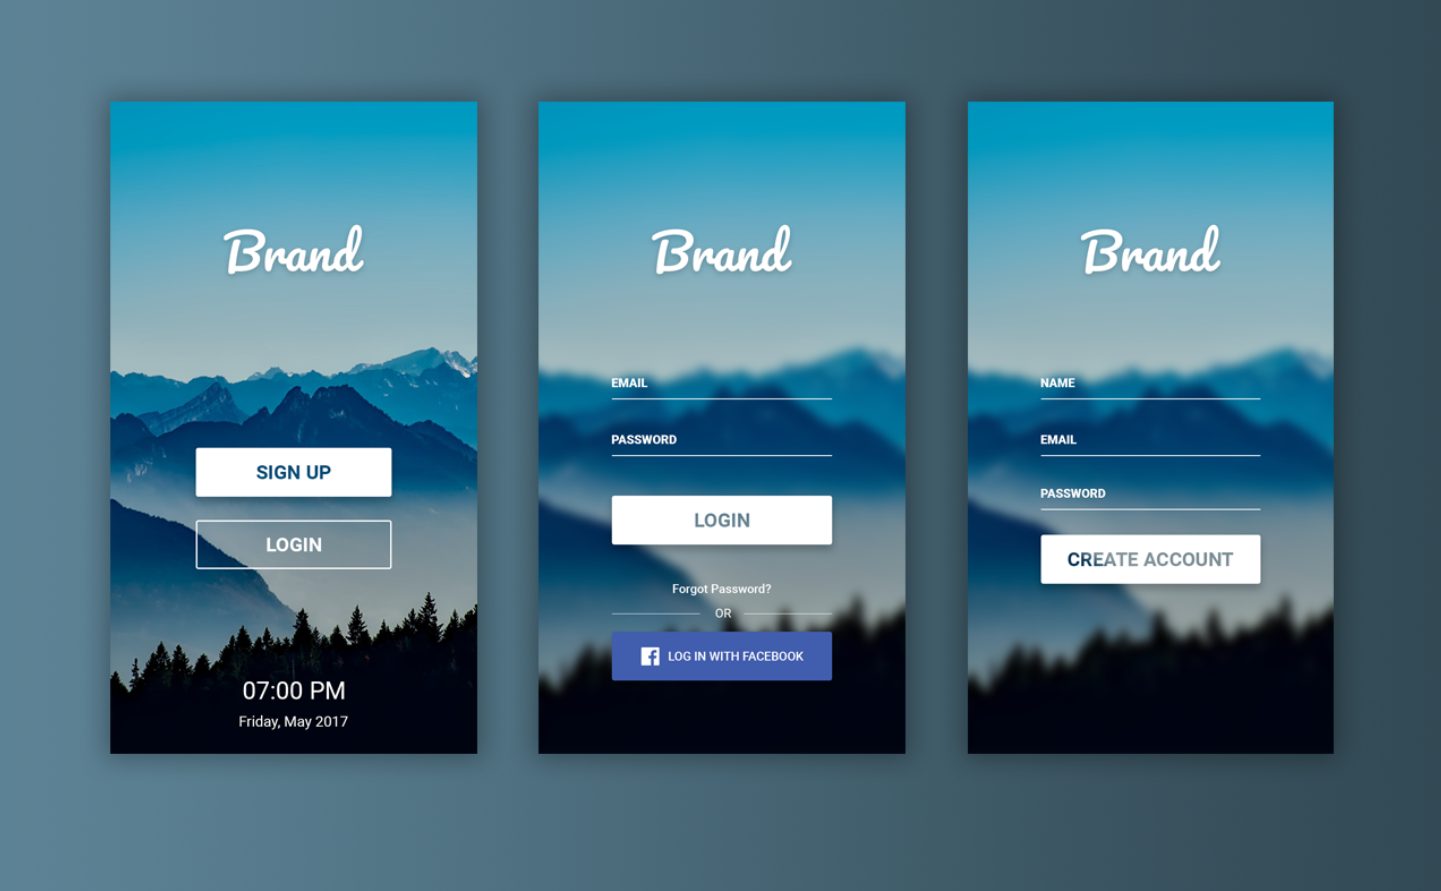 Brand
SIGN UP
LOGIN
07:00 PM
Friday, May 2017
Brand
EMAIL
PASSWORD
LOGIN
Forgot Password?
OR
LOG IN WITH FACEBOOK
Brand
NAME
EMAIL
PASSWORD
CREATE ACCOUNT